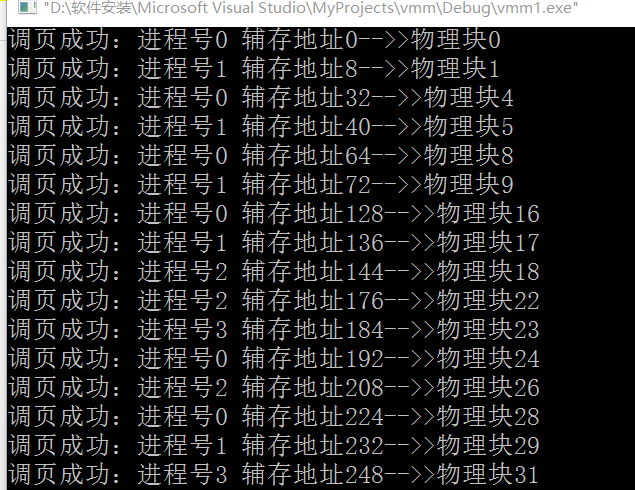 "D:\软件安装\Microsoft Visual Studio\MyProjects\vmm\Debug\vmm1.exe"
调页成功：进程号0 辅存地址0-->>物理块0
调页成功：进程号1 辅存地址8-->>物理块1
调页成功：进程号0 辅存地址32-->>物理块4
调页成功：进程号1 辅存地址40-->>物理块5
调页成功：进程号0 辅存地址64-->>物理块8
调页成功：进程号1 辅存地址72-->>物理块9
调页成功：进程号0 辅存地址128-->>物理块16
调页成功：进程号1 辅存地址136-->>物理块17
调页成功：进程号2 辅存地址144-->>物理块18
调页成功：进程号2 辅存地址176-->>物理块22
调页成功：进程号3 辅存地址184-->>物理块23
调页成功：进程号0 辅存地址192-->>物理块24
调页成功：进程号2 辅存地址208-->>物理块26
调页成功：进程号0 辅存地址224-->>物理块28
调页成功：进程号1 辅存地址232-->>物理块29
调页成功：进程号3 辅存地址248-->>物理块31